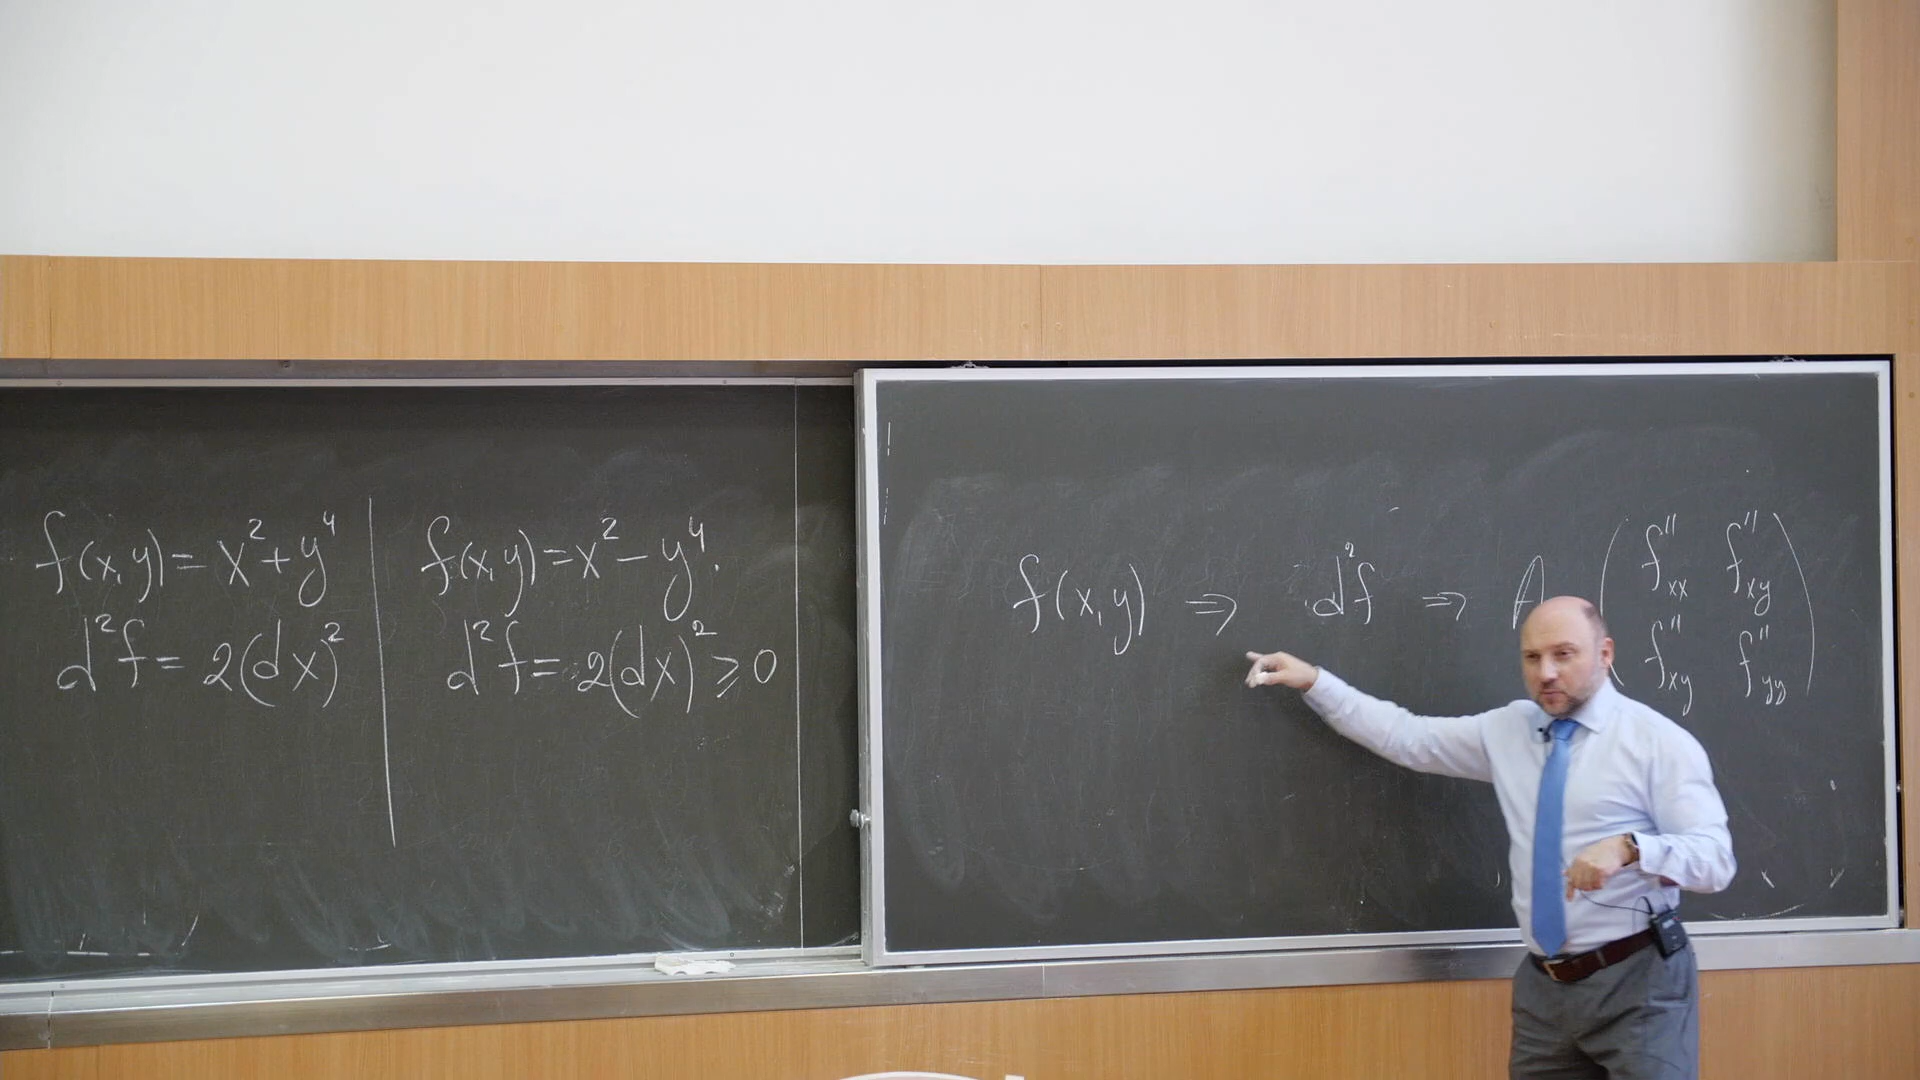 f(x,y)=x²+y⁴
d²f=2(dx)²
f(x,y)=x²-y⁴.
d²f=2(dx)²≥0
f(x,y) ⇒ d²f ⇒ A (f''xx f''xy
f''xy f''yy)